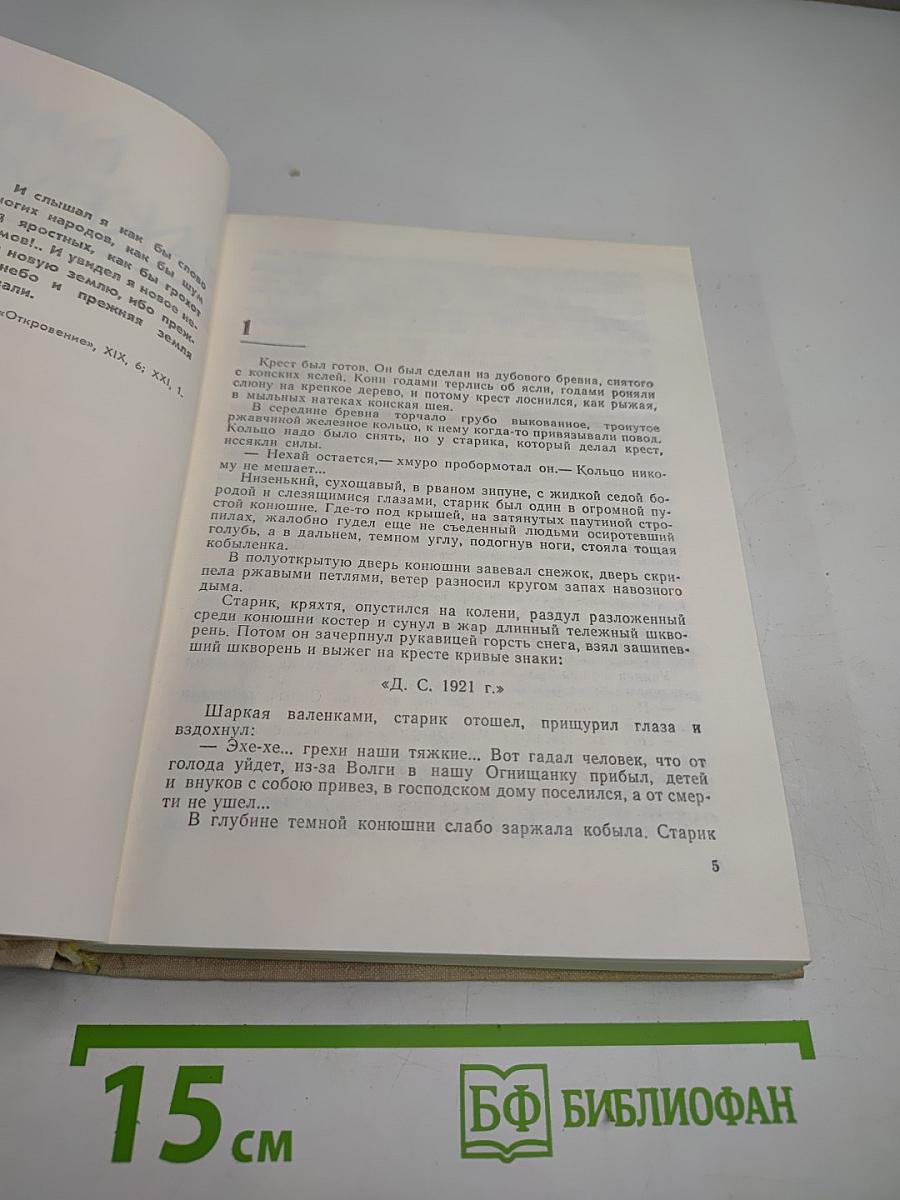 И слышал я как бы слово
многих народов, как бы шум
яростных, как бы грохот
И увидел я новое не-
новую землю, ибо преж-
небо и прежняя земля
«Откровение», XIX, 6; XXI, 1.
1
Крест был готов. Он был сделан из дубового бревна, снятого
с конских яслей. Кони годами терлись об ясли, годами роняли
слюну на крепкое дерево, и потому крест лоснился, как рыжая,
в мыльных натеках конская шея.
В середине бревна торчало грубо выкованное, тронутое
ржавчиной железное кольцо, к нему когда-то привязывали повод.
Кольцо надо было снять, но у старика, который делал крест,
иссякли силы.
— Нехай остается,— хмуро пробормотал он.— Кольцо нико-
му не мешает...
Низенький, сухощавый, в рваном зипуне, с жидкой седой бо-
родой и слезящимися глазами, старик был один в огромной пу-
стой конюшне. Где-то под крышей, на затянутых паутиной стро-
пилах, жалобно гудел еще не съеденный людьми осиротевший
голубь, а в дальнем, темном углу, подогнув ноги, стояла тощая
кобыленка.
В полуоткрытую дверь конюшни завевал снежок, дверь скри-
пела ржавыми петлями, ветер разносил кругом запах навозного
дыма.
Старик, кряхтя, опустился на колени, раздул разложенный
среди конюшни костер и сунул в жар длинный тележный шкво-
рень. Потом он зачерпнул рукавицей горсть снега, взял зашипев-
ший шкворень и выжег на кресте кривые знаки:
«Д. С. 1921 г.»
Шаркая валенками, старик отошел, прищурил глаза и
вздохнул:
— Эхе-хе... грехи наши тяжкие... Вот гадал человек, что от
голода уйдет, из-за Волги в нашу Огнищанку прибыл, детей
и внуков с собою привез, в господском дому поселился, а от смер-
ти не ушел...
В глубине темной конюшни слабо заржала кобыла. Старик
5
15 см
БФ БИБЛИОФАН